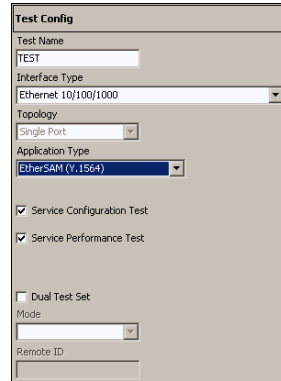 Test Config
Test Name
TEST
Interface Type
Ethernet 10/100/1000
Topology
Single Port
Application Type
EtherSAM (Y.1564)
Service Configuration Test
Service Performance Test
Dual Test Set
Mode
Remote ID